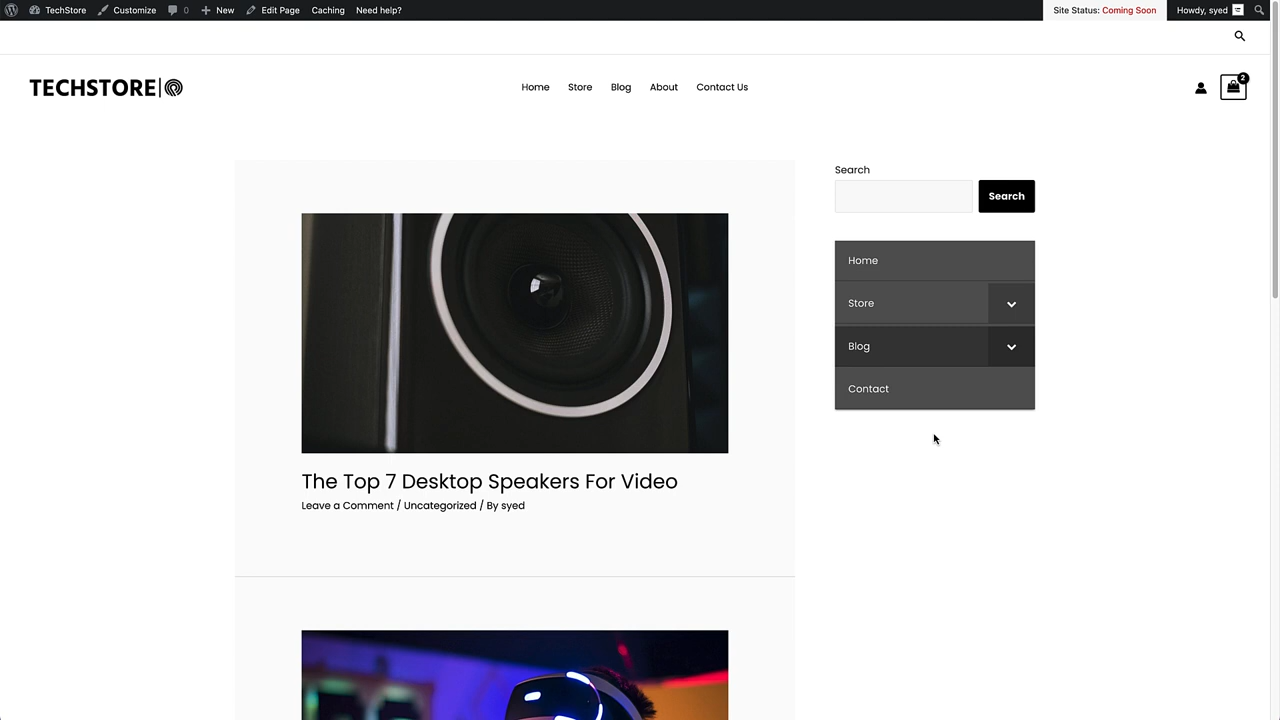 TechStore Customize 0 New Edit Page Caching Need help? Site Status: Coming Soon Howdy, syed
TECHSTORE Home Store Blog About Contact Us 2
Search
Search
Home
Store
Blog
Contact
The Top 7 Desktop Speakers For Video
Leave a Comment / Uncategorized / By syed